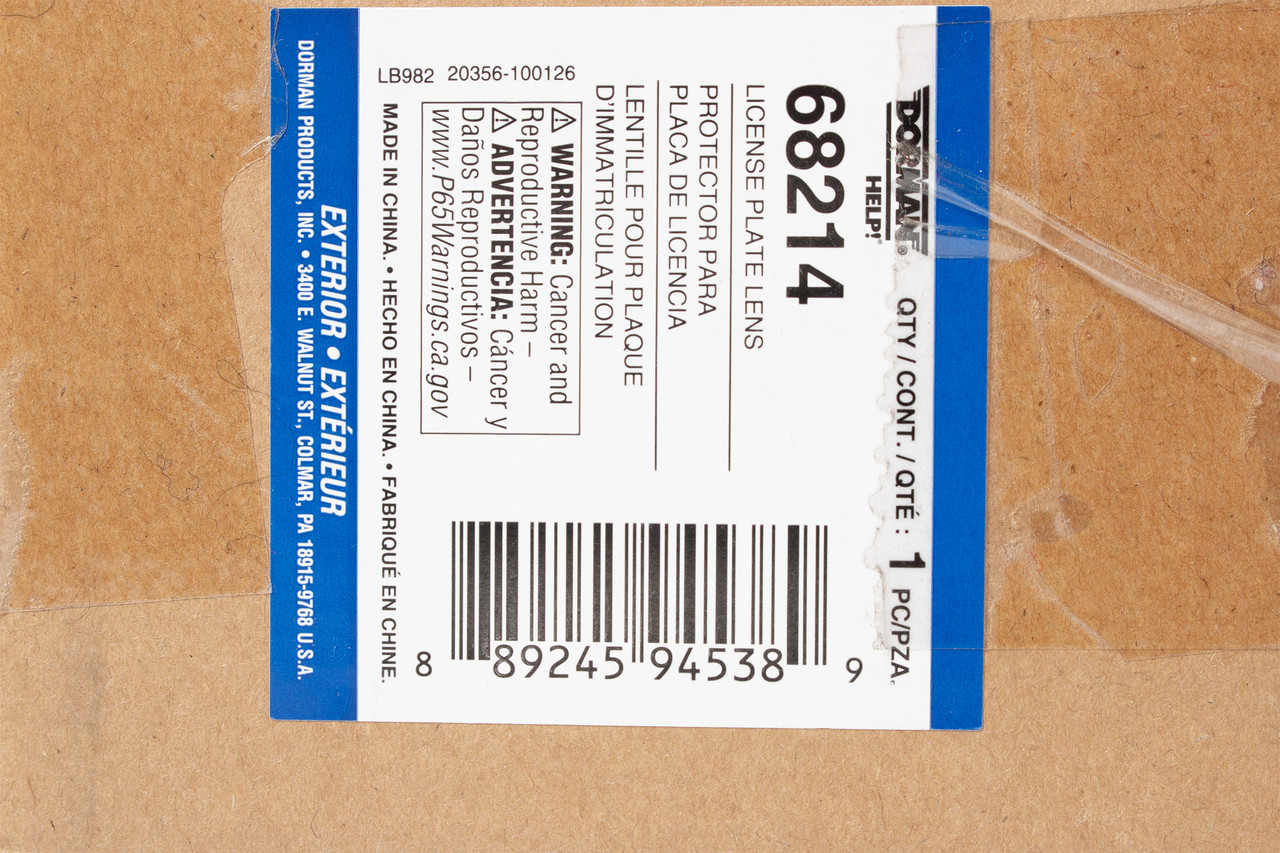 DORMAN®
HELP!®
QTY / CONT. / QTÉ : 1 PC/PZA.
68214
LICENSE PLATE LENS
PROTECTOR PARA
PLACA DE LICENCIA
LENTILLE POUR PLAQUE
D'IMMATRICULATION
⚠ WARNING: Cancer and
Reproductive Harm –
⚠ ADVERTENCIA: Cáncer y
Daños Reproductivos –
www.P65Warnings.ca.gov
LB982 20356-100126
8 89245 94538 9
MADE IN CHINA. • HECHO EN CHINA. • FABRIQUÉ EN CHINE.
EXTERIOR • EXTÉRIEUR
DORMAN PRODUCTS, INC. • 3400 E. WALNUT ST., COLMAR, PA 18915-9768 U.S.A.